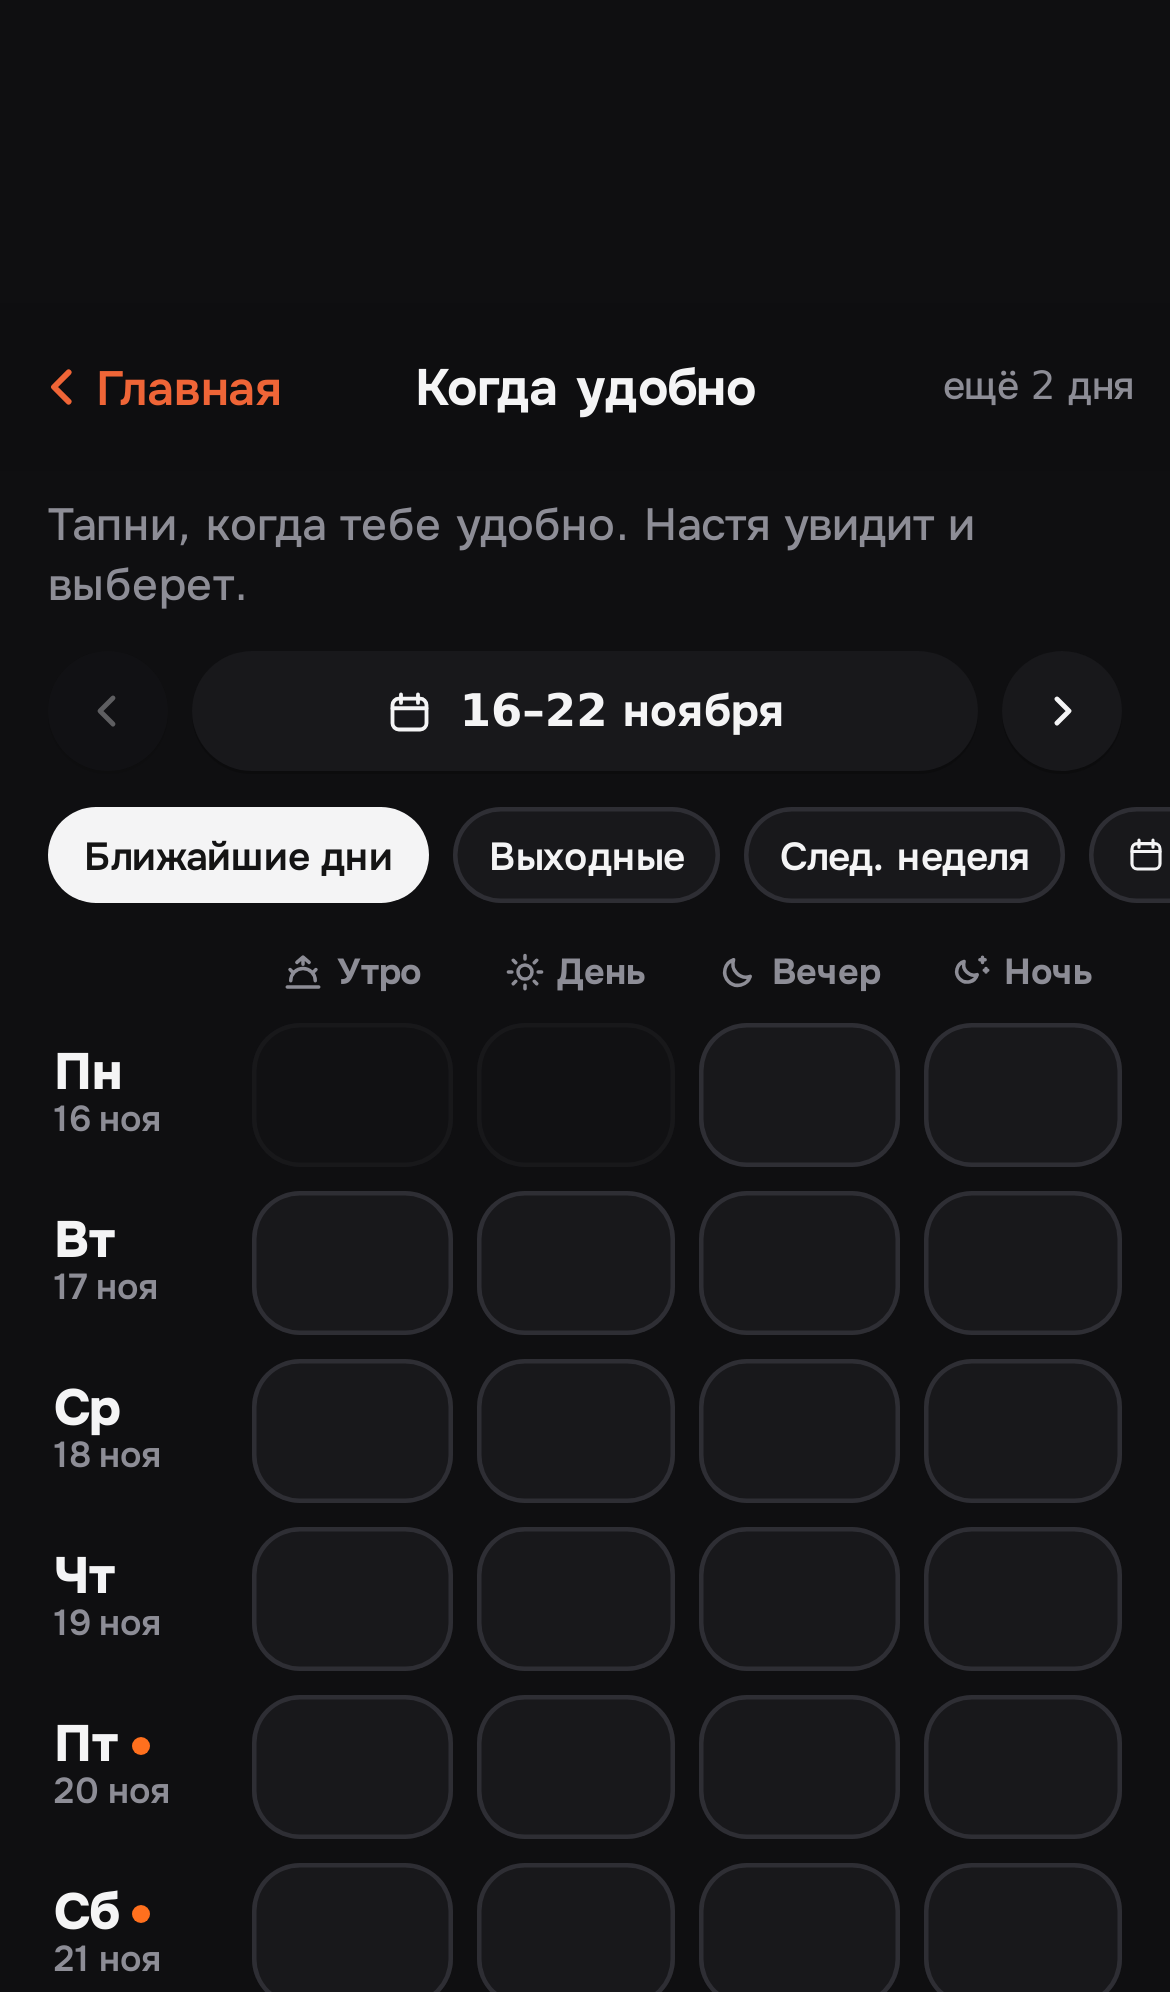 Главная
Когда удобно
ещё 2 дня
Тапни, когда тебе удобно. Настя увидит и
выберет.
16–22 ноября
Ближайшие дни
Выходные
След. неделя
Утро
День
Вечер
Ночь
Пн
16 ноя
Вт
17 ноя
Ср
18 ноя
Чт
19 ноя
Пт
20 ноя
Сб
21 ноя